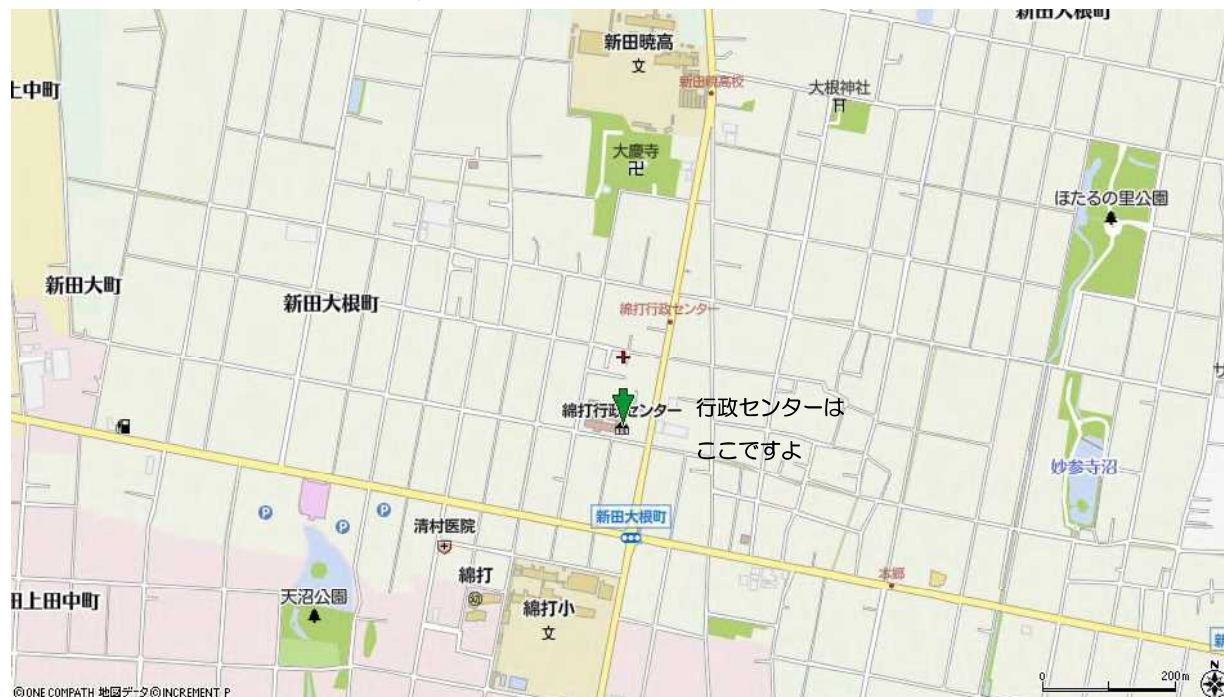 新田大根町
新田暁高
文
新田暁高校
大根神社
上中町
大慶寺
ほたるの里公園
新田大町
新田大根町
綿打行政センター
綿打行政センター
行政センターは
ここですよ
妙参寺沼
サ
P
P
P
新田大根町
清村医院
綿打
本郷
綿打小
文
天沼公園
田上田中町
新
N
0 200m
©ONE COMPATH 地図データ©INCREMENT P